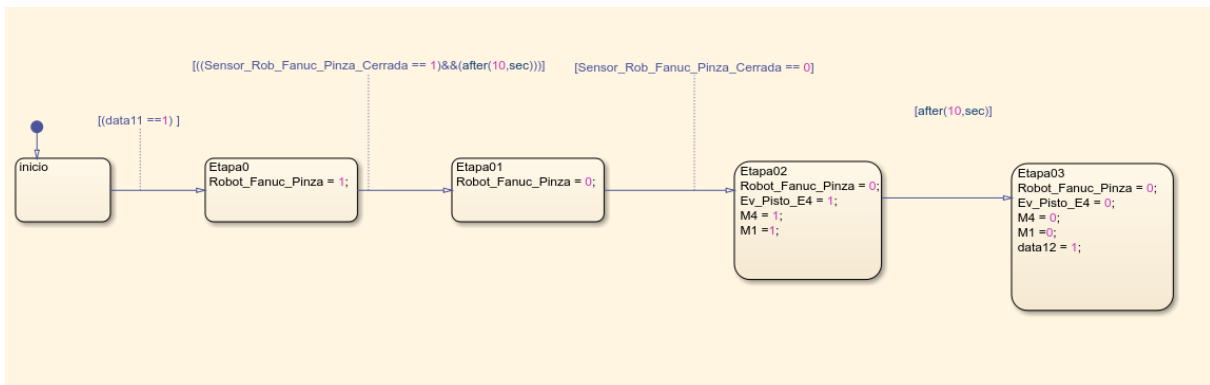 [((Sensor_Rob_Fanuc_Pinza_Cerrada == 1)&&(after(10,sec)))]
[Sensor_Rob_Fanuc_Pinza_Cerrada == 0]
[(data11 ==1) ]
[after(10,sec)]
inicio
Etapa0
Robot_Fanuc_Pinza = 1;
Etapa01
Robot_Fanuc_Pinza = 0;
Etapa02
Robot_Fanuc_Pinza = 0;
Ev_Pisto_E4 = 1;
M4 = 1;
M1 =1;
Etapa03
Robot_Fanuc_Pinza = 0;
Ev_Pisto_E4 = 0;
M4 = 0;
M1 =0;
data12 = 1;